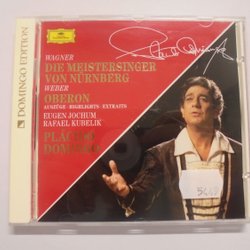 DOMINGO EDITION
WAGNER
DIE MEISTERSINGER
VON NÜRNBERG
WEBER
OBERON
AUSZÜGE · HIGHLIGHTS · EXTRAITS
EUGEN JOCHUM
RAFAEL KUBELIK
PLÁCIDO
DOMINGO